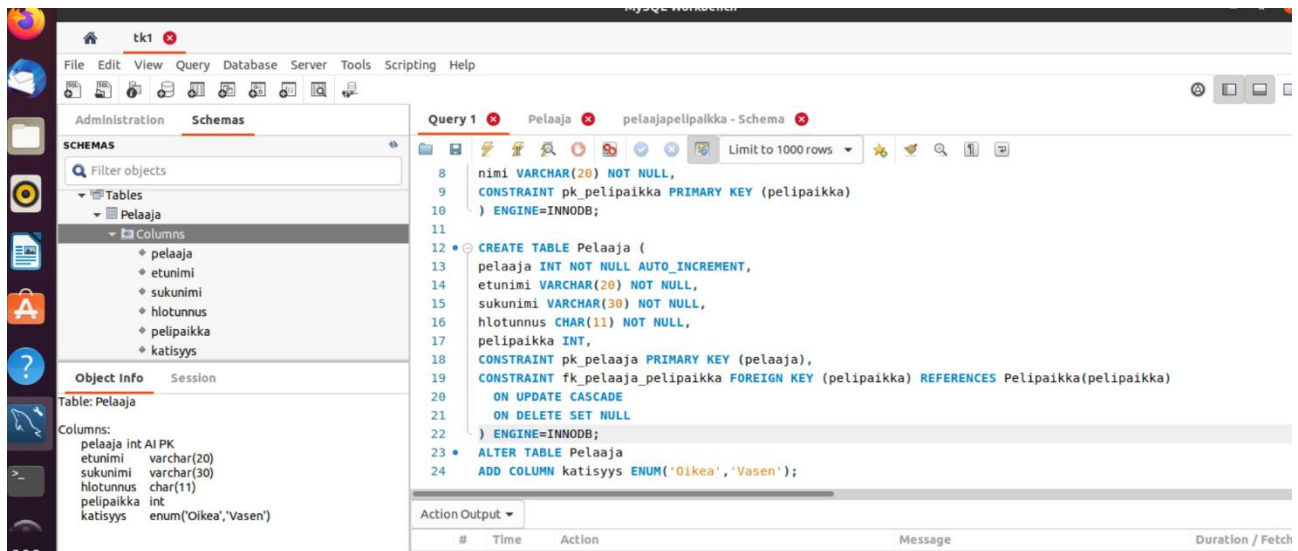 MySQL Workbench
tk1
File Edit View Query Database Server Tools Scripting Help
Administration Schemas
SCHEMAS
Filter objects
Tables
Pelaaja
Columns
pelaaja
etunimi
sukunimi
hlotunnus
pelipaikka
katisyys
Object Info Session
Table: Pelaaja
Columns:
pelaaja int AI PK
etunimi varchar(20)
sukunimi varchar(30)
hlotunnus char(11)
pelipaikka int
katisyys enum('Oikea','Vasen')
Query 1 Pelaaja pelaajapelipaikka - Schema
Limit to 1000 rows
8 nimi VARCHAR(20) NOT NULL,
9 CONSTRAINT pk_pelipaikka PRIMARY KEY (pelipaikka)
10 ) ENGINE=INNODB;
11
12 CREATE TABLE Pelaaja (
13 pelaaja INT NOT NULL AUTO_INCREMENT,
14 etunimi VARCHAR(20) NOT NULL,
15 sukunimi VARCHAR(30) NOT NULL,
16 hlotunnus CHAR(11) NOT NULL,
17 pelipaikka INT,
18 CONSTRAINT pk_pelaaja PRIMARY KEY (pelaaja),
19 CONSTRAINT fk_pelaaja_pelipaikka FOREIGN KEY (pelipaikka) REFERENCES Pelipaikka(pelipaikka)
20 ON UPDATE CASCADE
21 ON DELETE SET NULL
22 ) ENGINE=INNODB;
23 ALTER TABLE Pelaaja
24 ADD COLUMN katisyys ENUM('Oikea','Vasen');
Action Output
# Time Action Message Duration / Fetch